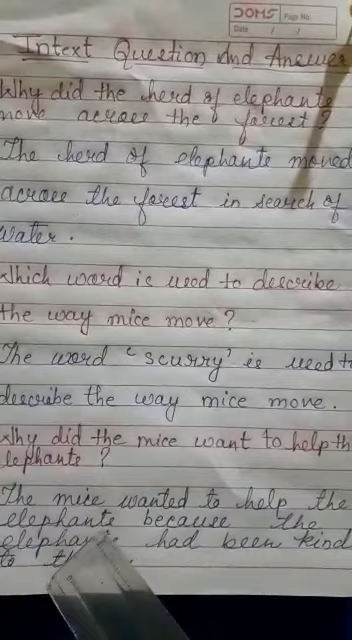 DOMS Page No.
Date / /
Intext Question And Answer
Why did the herd of elephants
move across the forest?
The herd of elephants moved
across the forest in search of
water.
Which word is used to describe
the way mice move?
The word 'scurry' is used to
describe the way mice move.
Why did the mice want to help th
elephants?
The mice wanted to help the
elephants because the
elephants had been kind
to